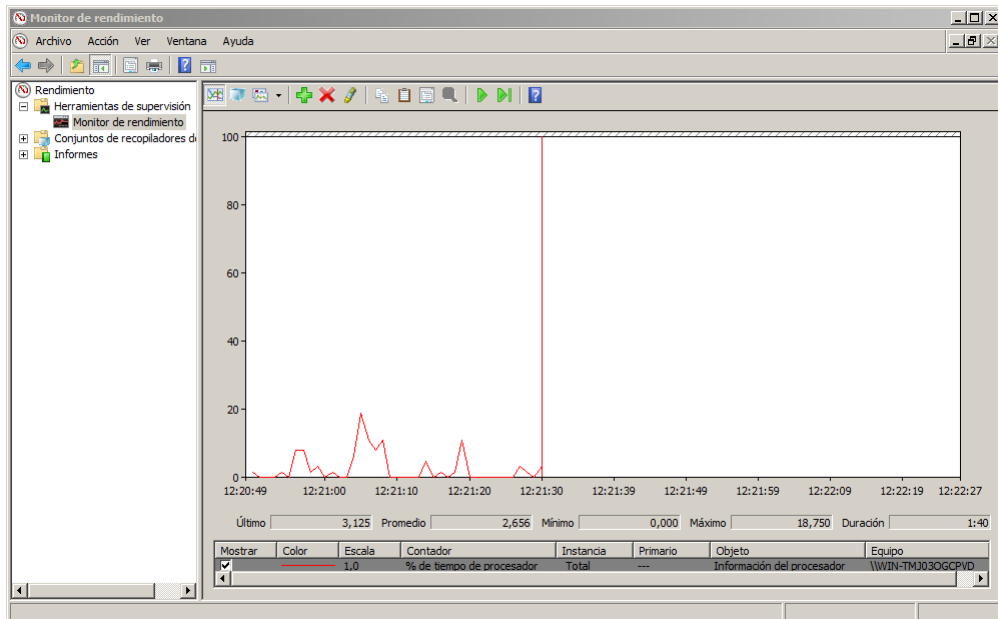 Monitor de rendimiento
Archivo Acción Ver Ventana Ayuda
Rendimiento
Herramientas de supervisión
Monitor de rendimiento
Conjuntos de recopiladores de
Informes
100
80
60
40
20
0
12:20:49 12:21:00 12:21:10 12:21:20 12:21:30 12:21:39 12:21:49 12:21:59 12:22:09 12:22:19 12:22:27
Último 3,125 Promedio 2,656 Mínimo 0,000 Máximo 18,750 Duración 1:40
Mostrar Color Escala Contador Instancia Primario Objeto Equipo
1,0 % de tiempo de procesador Total --- Información del procesador \\WIN-TMJ03OGCPVD